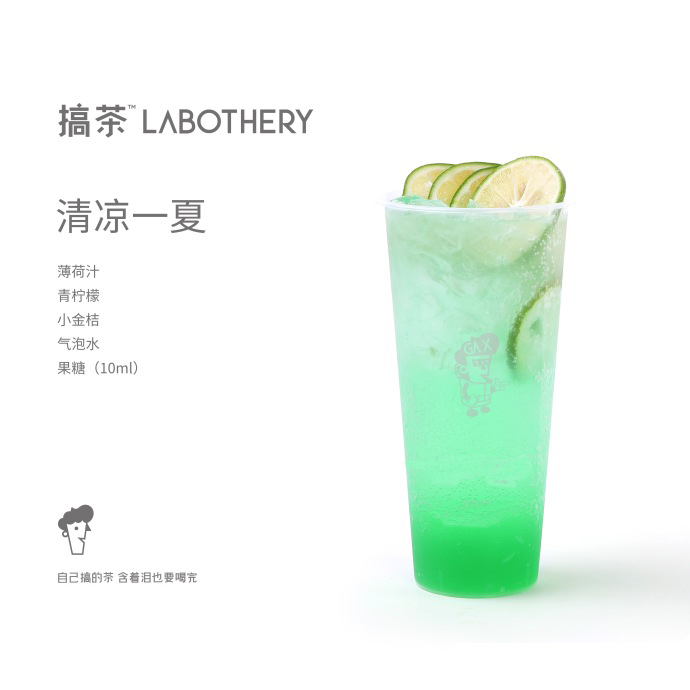 搞茶™ LABOTHERY
清凉一夏
薄荷汁
青柠檬
小金桔
气泡水
果糖（10ml）
GAX
自己搞的茶 含着泪也要喝完